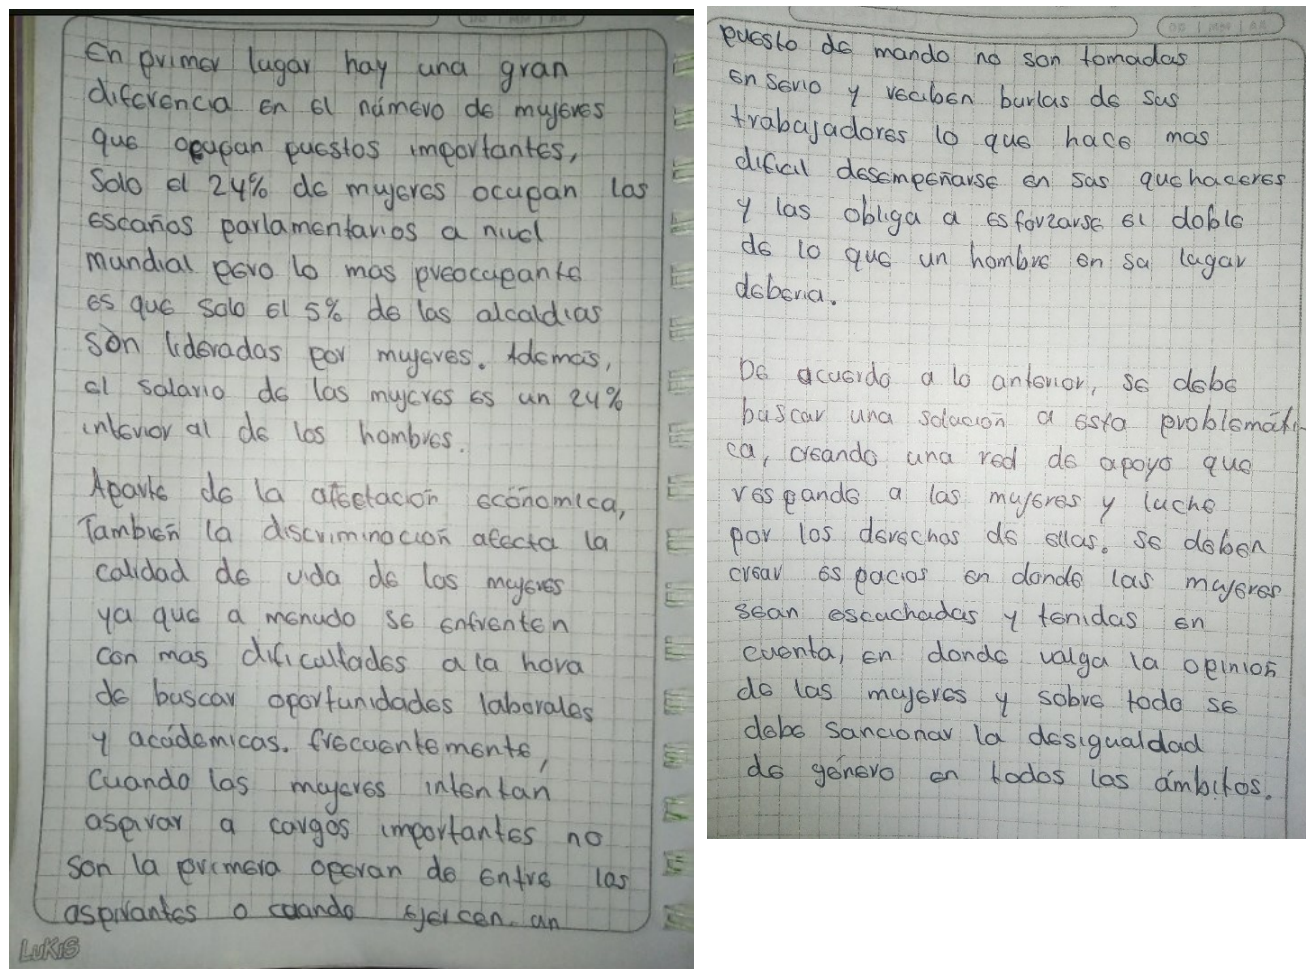 En primer lugar hay una gran
diferencia en el número de mujeres
que ocupan puestos importantes,
Solo el 24% de mujeres ocupan los
escaños parlamentarios a nivel
mundial pero lo mas preocupante
es que solo el 5% de las alcaldias
son lideradas por mujeres. Ademas,
el salario de las mujeres es un 24%
inferior al de los hombres.
Aparte de la afectación económica,
También la discriminación afecta la
calidad de vida de las mujeres
ya que a menudo se enfrenten
con mas dificultades a la hora
de buscar oportunidades laborales
y académicas. frecuentemente,
cuando las mujeres intentan
aspirar a cargos importantes no
son la primera operan de entre las
aspirantes o cuando ejercen un
LUKIS
puesto de mando no son tomadas
en serio y reciben burlas de sus
trabajadores lo que hace mas
dificil desempeñarse en sus quehaceres
y las obliga a esforzarse el doble
de lo que un hombre en su lugar
deberia.
De acuerdo a lo anterior, se debe
buscar una solución a esta problemáti-
ca, creando una red de apoyo que
respande a las mujeres y luche
por los derechos de ellas. se deben
crear espacios en donde las mujeres
sean escuchadas y tenidas en
cuenta, en donde valga la opinión
de las mujeres y sobre todo se
debe sancionar la desigualdad
de género en todos los ámbitos.